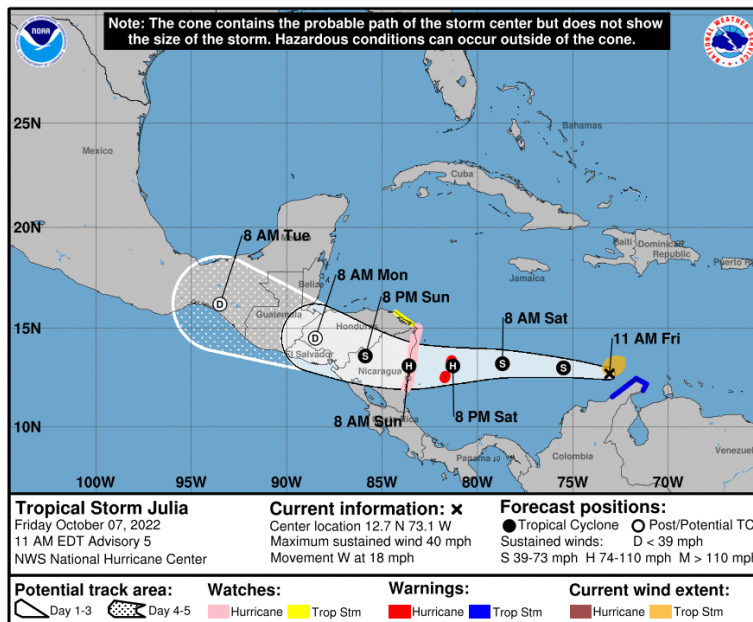 Note: The cone contains the probable path of the storm center but does not show
the size of the storm. Hazardous conditions can occur outside of the cone.
NOAA
NATIONAL WEATHER SERVICE
25N
Bahamas
Mexico
Cuba
20N
8 AM Tue
Haiti
Dominican
Republic
Puerto
8 AM Mon
Belize
Jamaica
8 PM Sun
8 AM Sat
Guatemala
Honduras
11 AM Fri
15N
D
D
S
H
H
S
S
El Salvador
Nicaragua
8 AM Sun
8 PM Sat
10N
Panama
Colombia
100W
95W
90W
85W
80W
75W
70W
Tropical Storm Julia
Friday October 07, 2022
11 AM EDT Advisory 5
NWS National Hurricane Center
Current information: x
Center location 12.7 N 73.1 W
Maximum sustained wind 40 mph
Movement W at 18 mph
Forecast positions:
Tropical Cyclone Post/Potential TC
Sustained winds: D < 39 mph
S 39-73 mph H 74-110 mph M > 110 mph
Potential track area:
Day 1-3 Day 4-5
Watches:
Hurricane Trop Stm
Warnings:
Hurricane Trop Stm
Current wind extent:
Hurricane Trop Stm